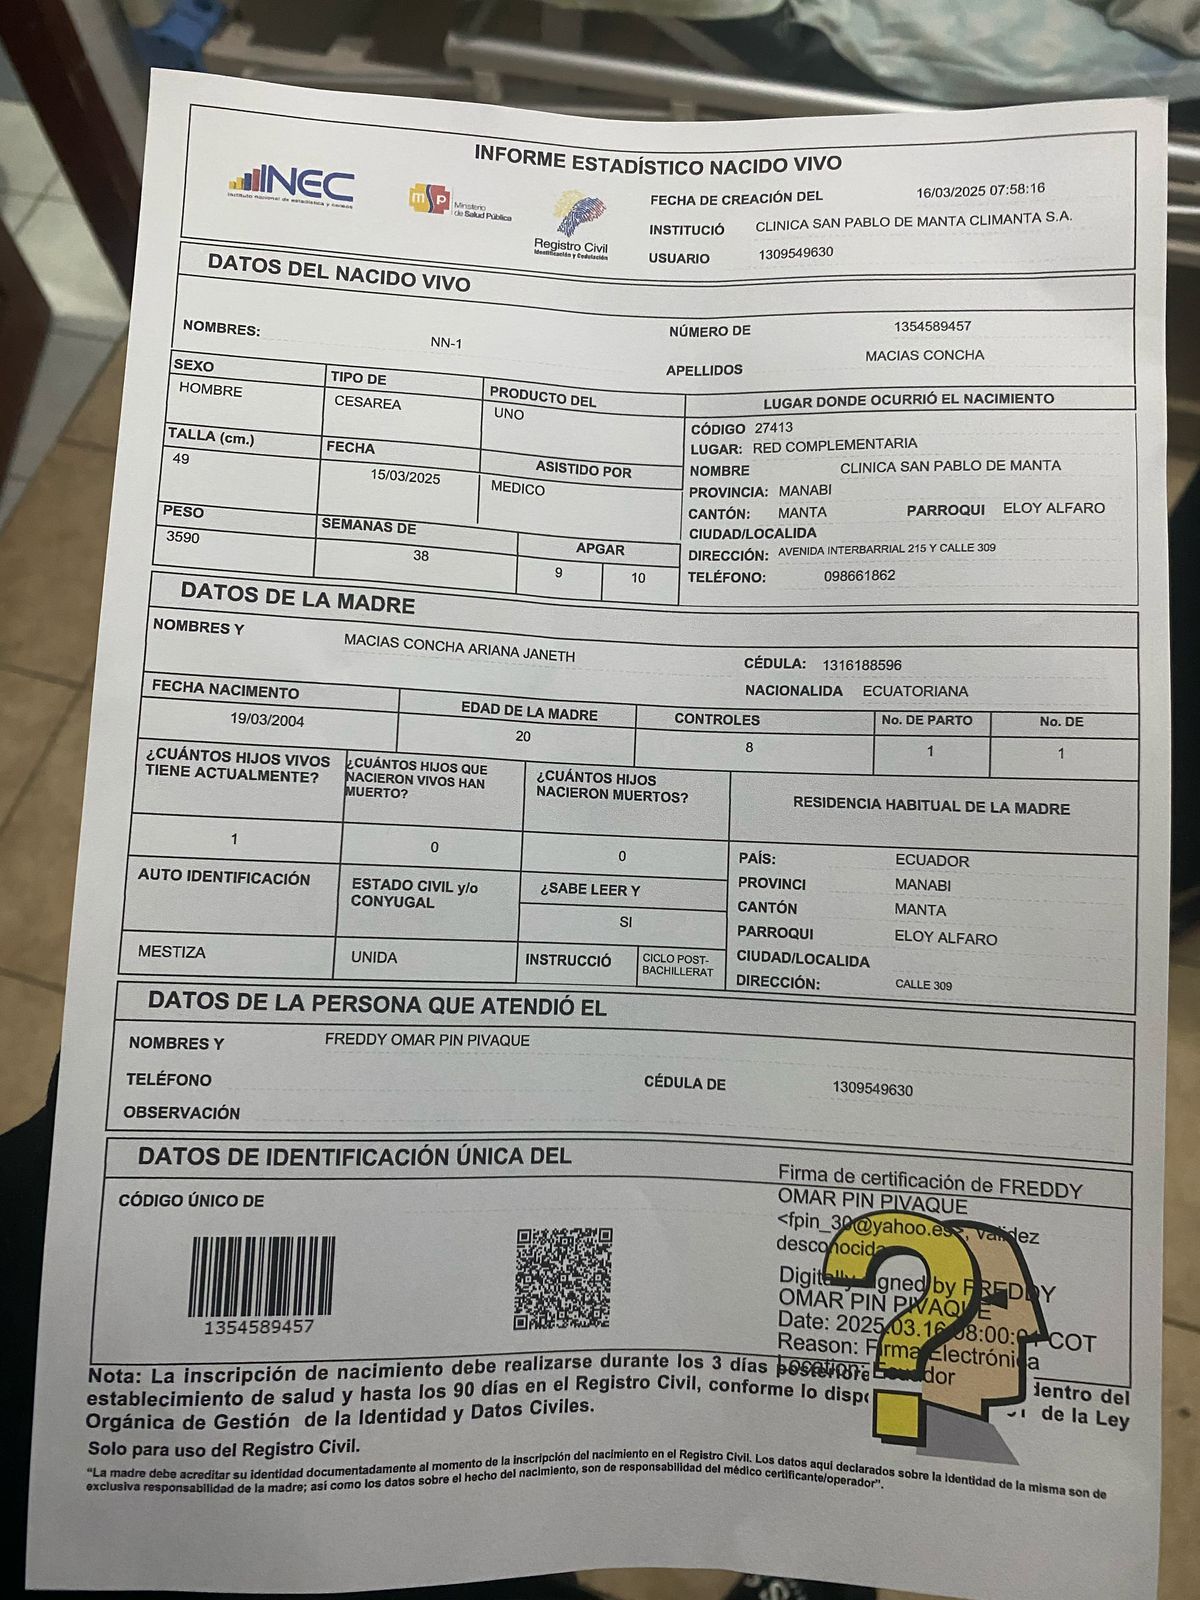 INFORME ESTADÍSTICO NACIDO VIVO
INEC
instituto nacional de estadística y censos
msp
Ministerio
de Salud Pública
Registro Civil
Identificación y Cedulación
FECHA DE CREACIÓN DEL 16/03/2025 07:58:16
INSTITUCIÓ CLINICA SAN PABLO DE MANTA CLIMANTA S.A.
USUARIO 1309549630
DATOS DEL NACIDO VIVO
NOMBRES: NN-1
NÚMERO DE 1354589457
APELLIDOS MACIAS CONCHA
SEXO TIPO DE PRODUCTO DEL
HOMBRE CESAREA UNO
TALLA (cm.) FECHA ASISTIDO POR
49 15/03/2025 MEDICO
PESO SEMANAS DE APGAR
3590 38 9 10
LUGAR DONDE OCURRIÓ EL NACIMIENTO
CÓDIGO 27413
LUGAR: RED COMPLEMENTARIA
NOMBRE CLINICA SAN PABLO DE MANTA
PROVINCIA: MANABI
CANTÓN: MANTA PARROQUI ELOY ALFARO
CIUDAD/LOCALIDA
DIRECCIÓN: AVENIDA INTERBARRIAL 215 Y CALLE 309
TELÉFONO: 098661862
DATOS DE LA MADRE
NOMBRES Y MACIAS CONCHA ARIANA JANETH
CÉDULA: 1316188596
NACIONALIDA ECUATORIANA
FECHA NACIMENTO EDAD DE LA MADRE CONTROLES No. DE PARTO No. DE
19/03/2004 20 8 1 1
¿CUÁNTOS HIJOS VIVOS
TIENE ACTUALMENTE?
¿CUÁNTOS HIJOS QUE
NACIERON VIVOS HAN
MUERTO?
¿CUÁNTOS HIJOS
NACIERON MUERTOS?
1 0 0
AUTO IDENTIFICACIÓN
ESTADO CIVIL y/o
CONYUGAL
¿SABE LEER Y
SI
MESTIZA UNIDA INSTRUCCIÓ
CICLO POST-
BACHILLERAT
RESIDENCIA HABITUAL DE LA MADRE
PAÍS: ECUADOR
PROVINCI MANABI
CANTÓN MANTA
PARROQUI ELOY ALFARO
CIUDAD/LOCALIDA
DIRECCIÓN: CALLE 309
DATOS DE LA PERSONA QUE ATENDIÓ EL
NOMBRES Y FREDDY OMAR PIN PIVAQUE
TELÉFONO CÉDULA DE 1309549630
OBSERVACIÓN
DATOS DE IDENTIFICACIÓN ÚNICA DEL
CÓDIGO ÚNICO DE
1354589457
Firma de certificación de FREDDY
OMAR PIN PIVAQUE
<fpin_30@yahoo.es>, validez
desconocida
Digitally signed by FREDDY
OMAR PIN PIVAQUE
Date: 2025.03.16 08:00: COT
Reason: Firma Electrónica
Location: Ecuador
Nota: La inscripción de nacimiento debe realizarse durante los 3 días dentro del
establecimiento de salud y hasta los 90 días en el Registro Civil, conforme lo de la Ley
Orgánica de Gestión de la Identidad y Datos Civiles.
Solo para uso del Registro Civil.
"La madre debe acreditar su identidad documentadamente al momento de la inscripción del nacimiento en el Registro Civil. Los datos aquí declarados sobre la identidad de la misma son de
exclusiva responsabilidad de la madre; así como los datos sobre el hecho del nacimiento, son de responsabilidad del médico certificante/operador".